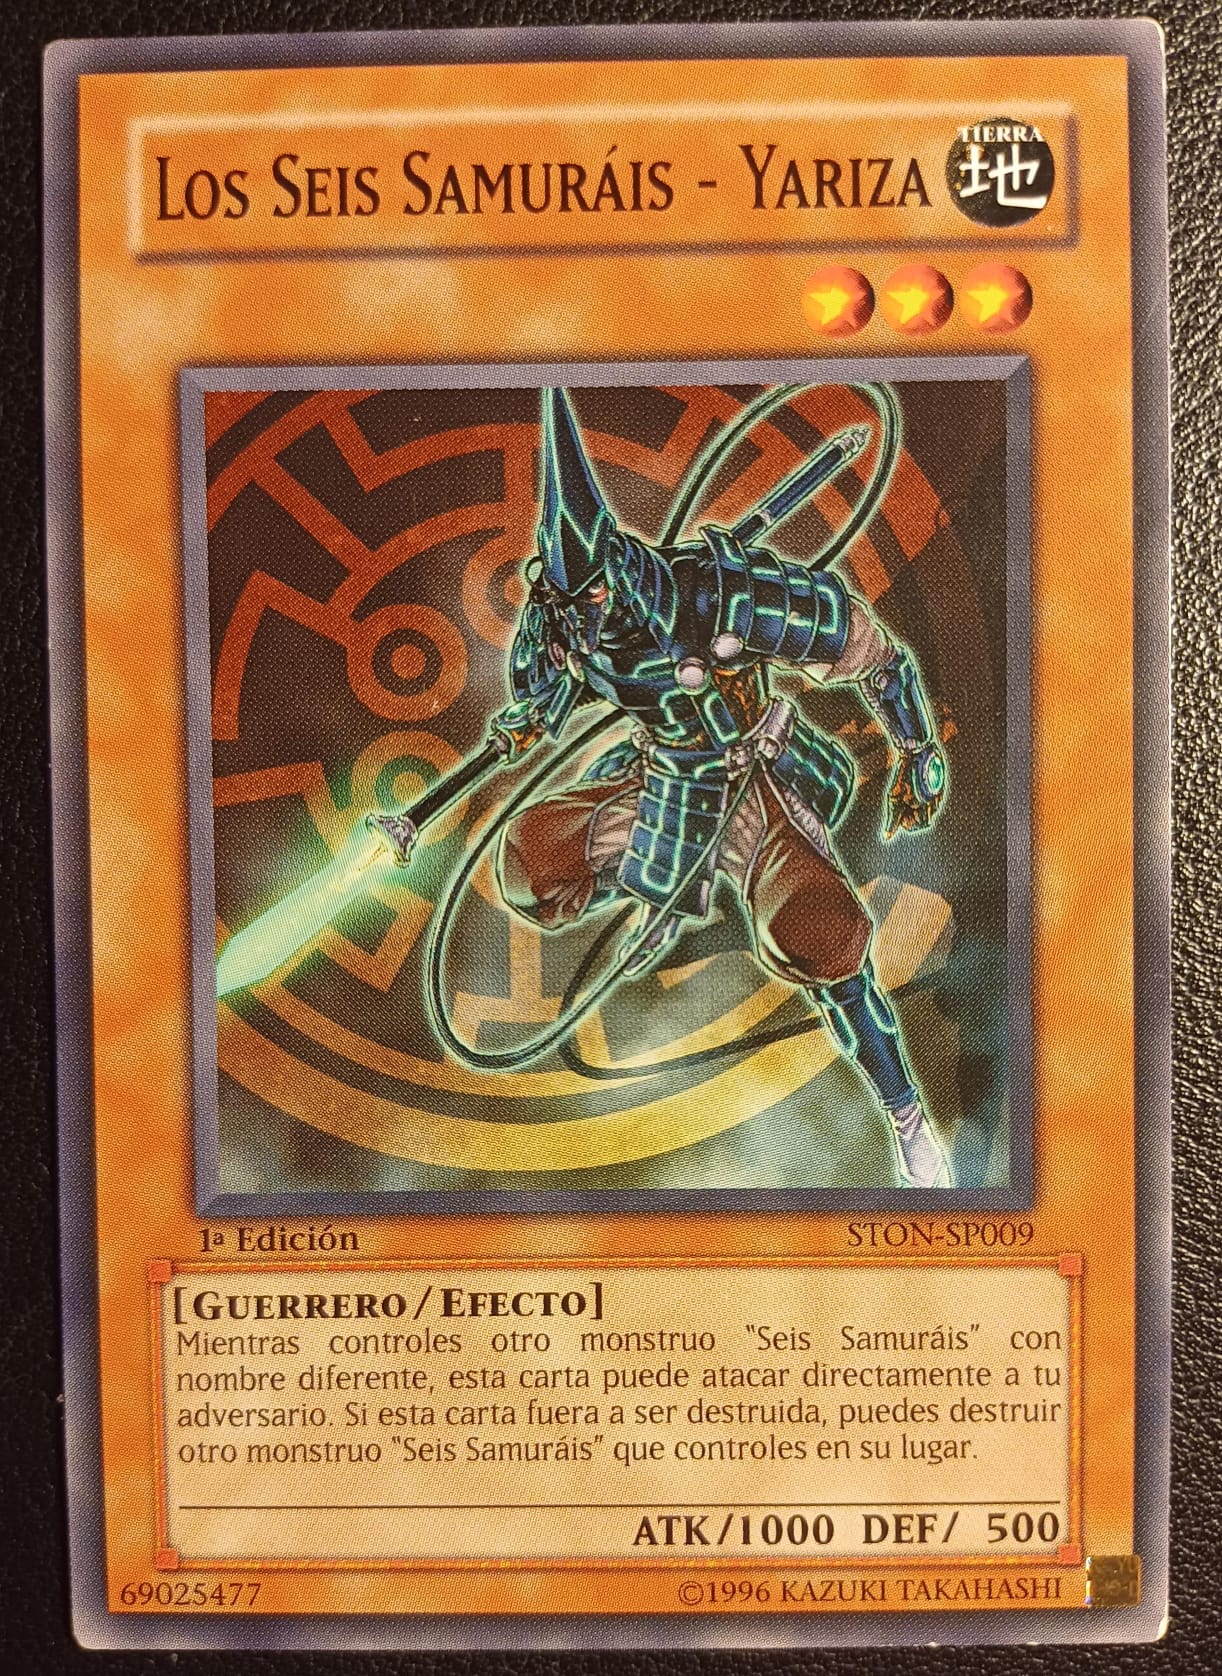 Los Seis Samuráis - Yariza
TIERRA
地
1ª Edición
STON-SP009
[Guerrero/Efecto]
Mientras controles otro monstruo "Seis Samuráis" con
nombre diferente, esta carta puede atacar directamente a tu
adversario. Si esta carta fuera a ser destruida, puedes destruir
otro monstruo "Seis Samuráis" que controles en su lugar.
ATK/1000 DEF/ 500
69025477
©1996 KAZUKI TAKAHASHI